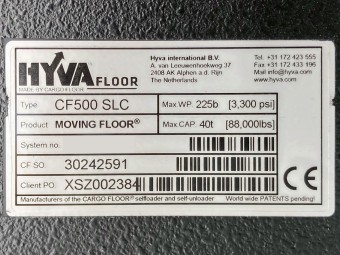 HYVA FLOOR
MADE BY CARGO FLOOR
Hyva international B.V.
A. van Leeuwenhoekweg 37
2408 AK Alphen a.d. Rijn
The Netherlands
Tel. +31 172 423 555
Fax +31 172 433 196
Mail info@hyva.com
www.hyva.com
Type CF500 SLC Max WP. 225b [3,300 psi]
Product MOVING FLOOR® Max CAP. 40t [88,000lbs]
System no.
CF SO. 30242591
Client PO. XSZ002384
CE
Manufacturers of the CARGO FLOOR® selfloader and self-unloader World wide PATENTS pending!